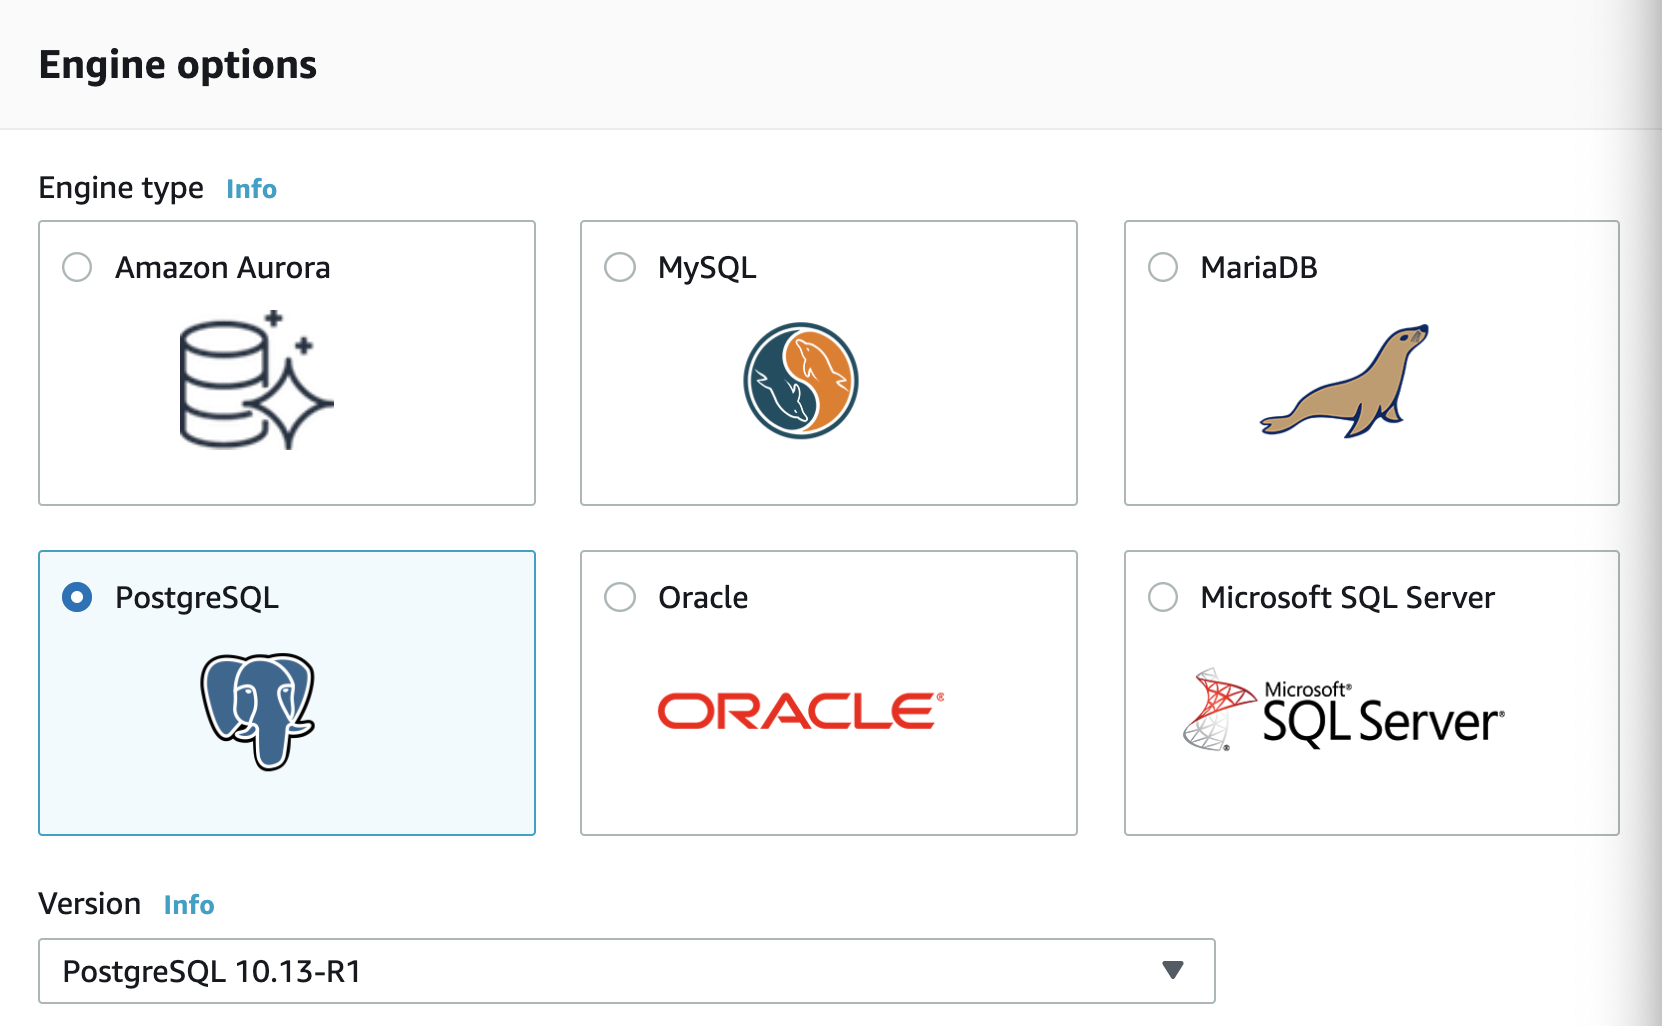 Engine options
Engine type Info
Amazon Aurora
MySQL
MariaDB
PostgreSQL
Oracle
ORACLE®
Microsoft SQL Server
Microsoft®
SQL Server®
®
Version Info
PostgreSQL 10.13-R1